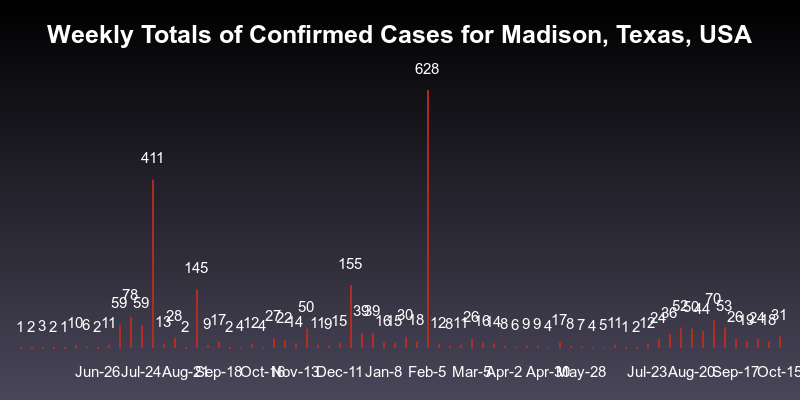 Weekly Totals of Confirmed Cases for Madison, Texas, USA
1 2 3 2 1 10 6 2 11 59 78 59 411 13 28 2 145 9 17 2 4 12 4 27 22 14 50 11 9 15 155 39 39 16 15 30 18 628 12 8 11 26 16 14 8 6 9 9 4 17 8 7 4 5 11 1 2 12 24 36 52 50 44 70 53 26 19 24 18 31
Jun-26 Jul-24 Aug-21 Sep-18 Oct-16 Nov-13 Dec-11 Jan-8 Feb-5 Mar-5 Apr-2 Apr-30 May-28 Jul-23 Aug-20 Sep-17 Oct-15